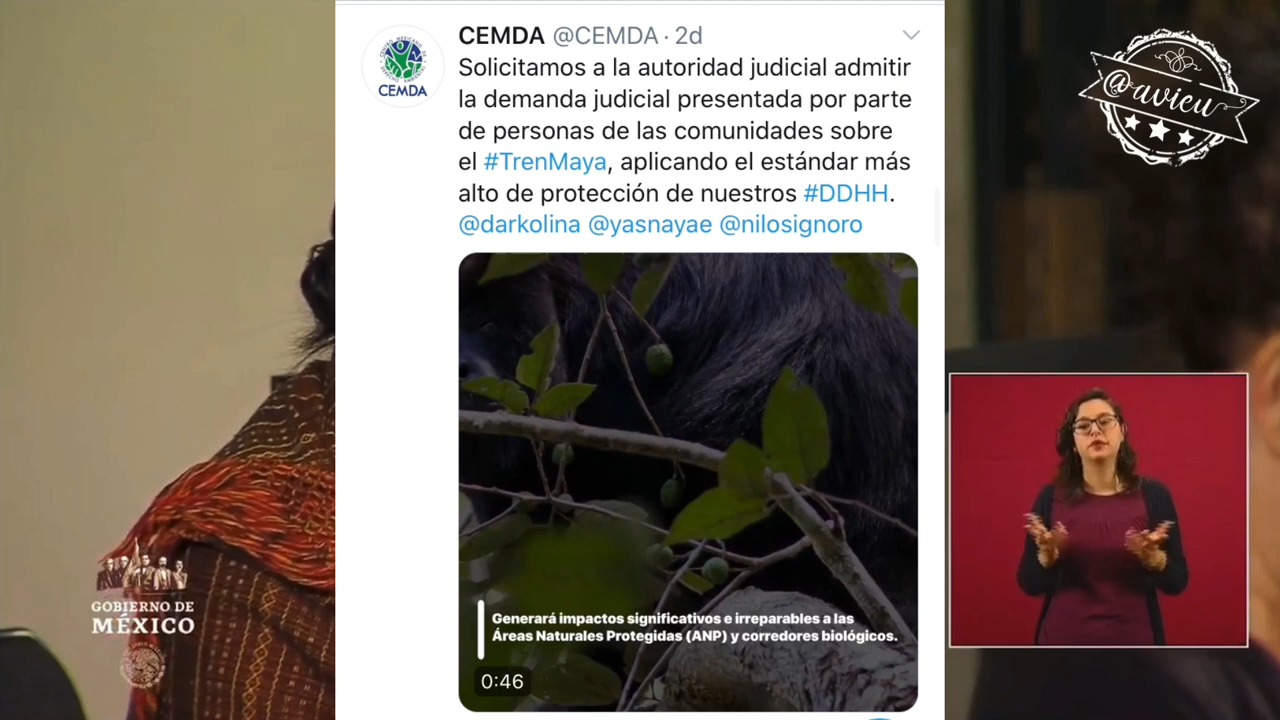 CEMDA @CEMDA · 2d
Solicitamos a la autoridad judicial admitir
la demanda judicial presentada por parte
de personas de las comunidades sobre
el #TrenMaya, aplicando el estándar más
alto de protección de nuestros #DDHH.
@darkolina @yasnayae @nilosignoro
CEMDA
Generará impactos significativos e irreparables a las
Áreas Naturales Protegidas (ANP) y corredores biológicos.
0:46
GOBIERNO DE
MÉXICO
@avieu